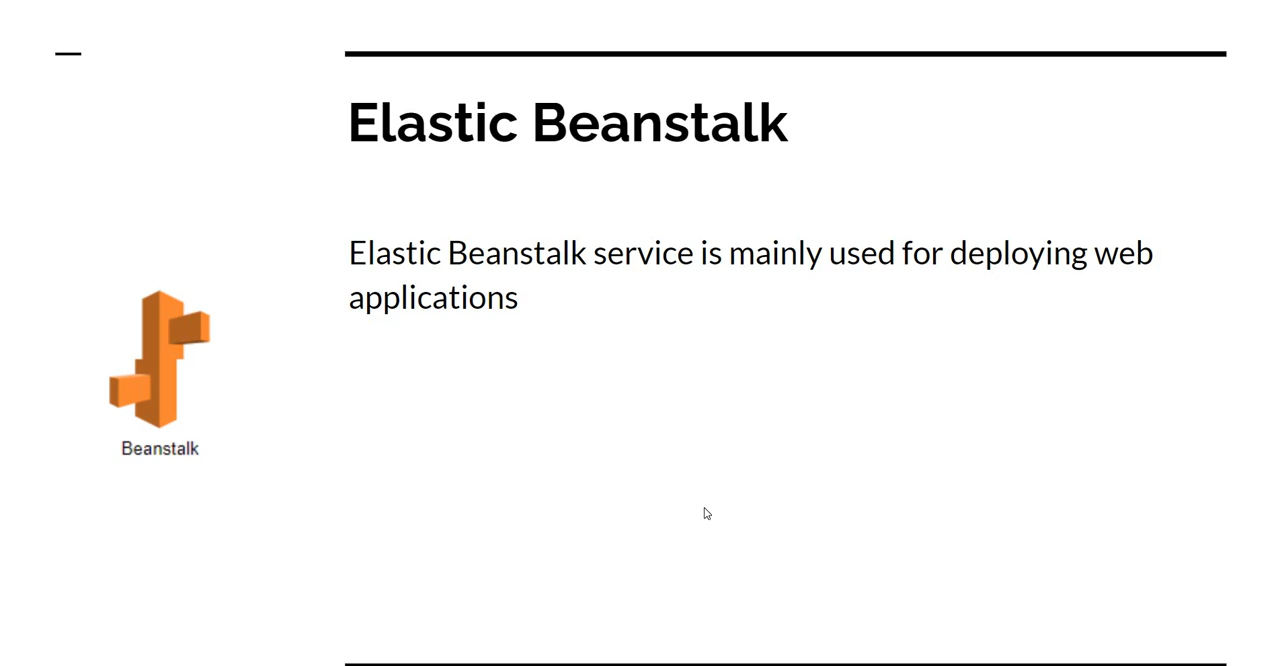 Elastic Beanstalk
Elastic Beanstalk service is mainly used for deploying web
applications
Beanstalk